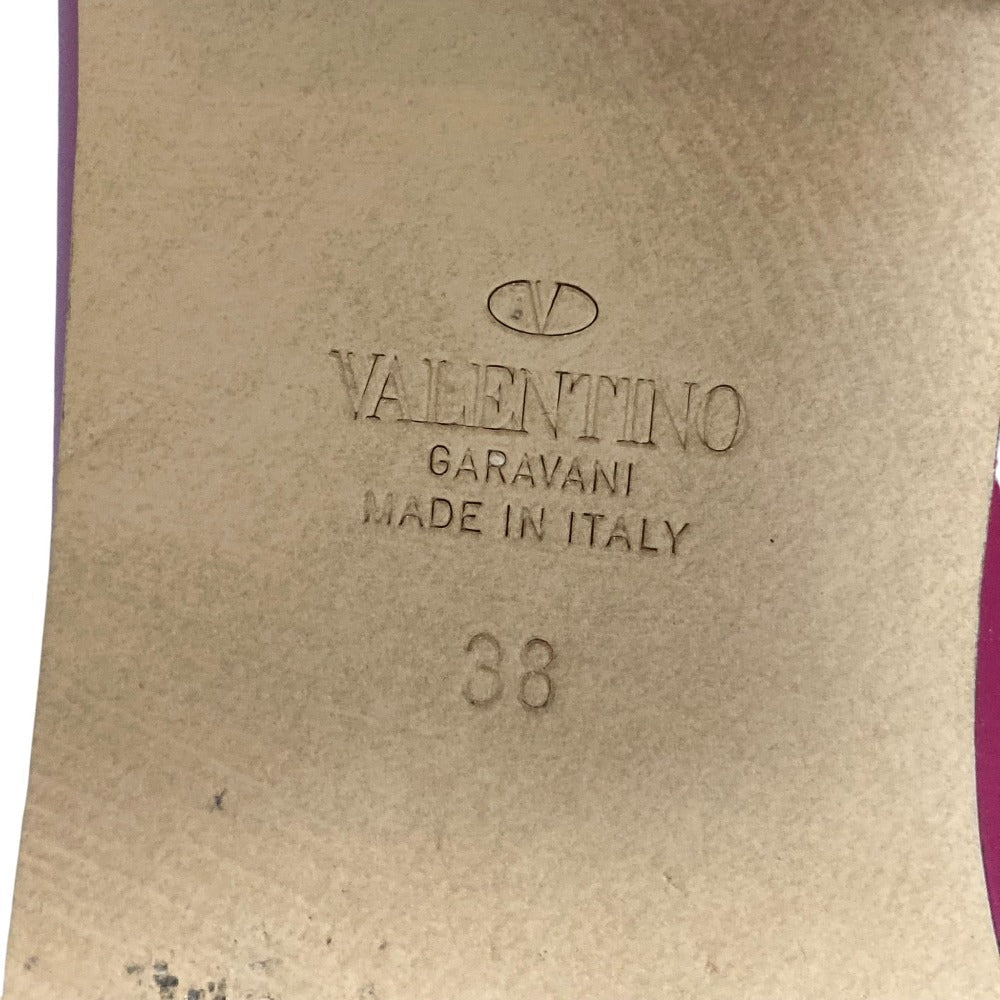 V
VALENTINO
GARAVANI
MADE IN ITALY
38